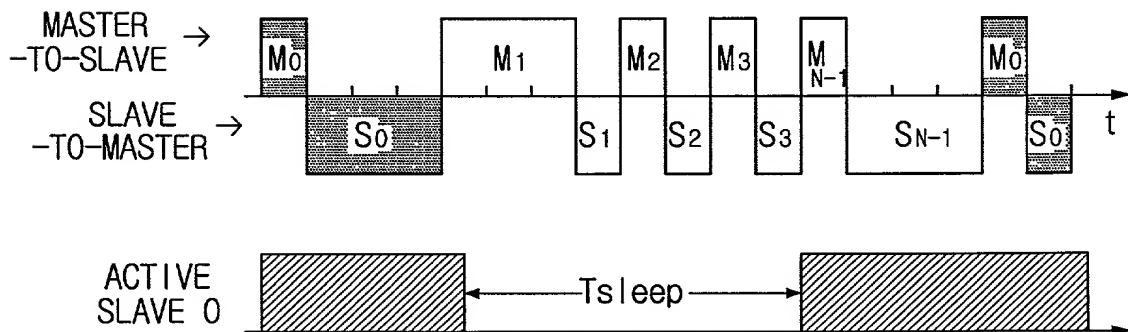 MASTER
-TO-SLAVE →
M0 M1 M2 M3 M N-1 M0
SLAVE
-TO-MASTER →
S0 S1 S2 S3 SN-1 S0
t
ACTIVE
SLAVE 0
Tsleep